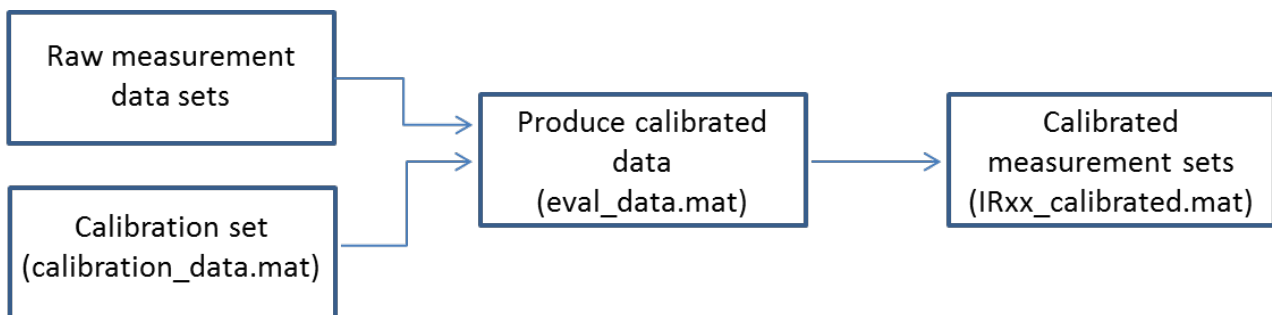 Raw measurement
data sets
Calibration set
(calibration_data.mat)
Produce calibrated
data
(eval_data.mat)
Calibrated
measurement sets
(IRxx_calibrated.mat)